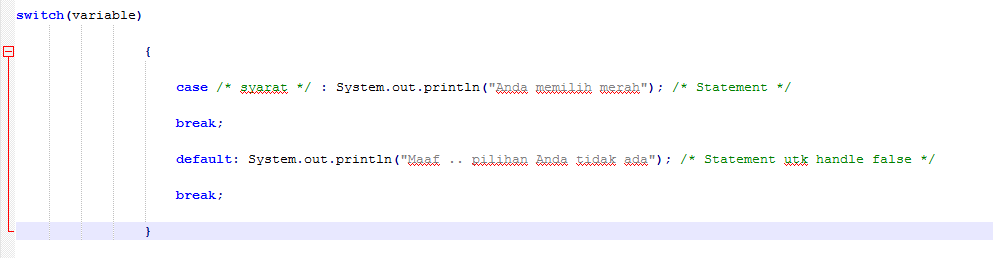 switch(variable)
{
case /* syarat */ : System.out.println("Anda memilih merah"); /* Statement */
break;
default: System.out.println("Maaf .. pilihan Anda tidak ada"); /* Statement utk handle false */
break;
}